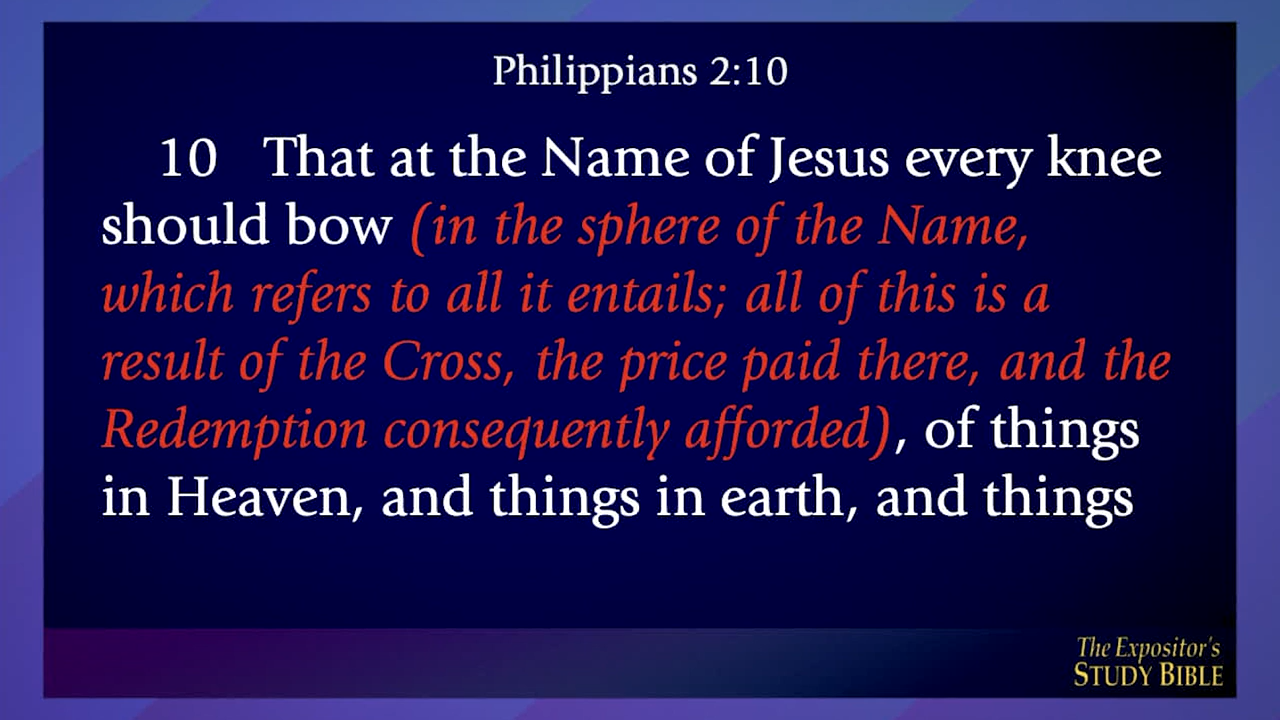 Philippians 2:10
10 That at the Name of Jesus every knee
should bow (in the sphere of the Name,
which refers to all it entails; all of this is a
result of the Cross, the price paid there, and the
Redemption consequently afforded), of things
in Heaven, and things in earth, and things
The Expositor's
STUDY BIBLE